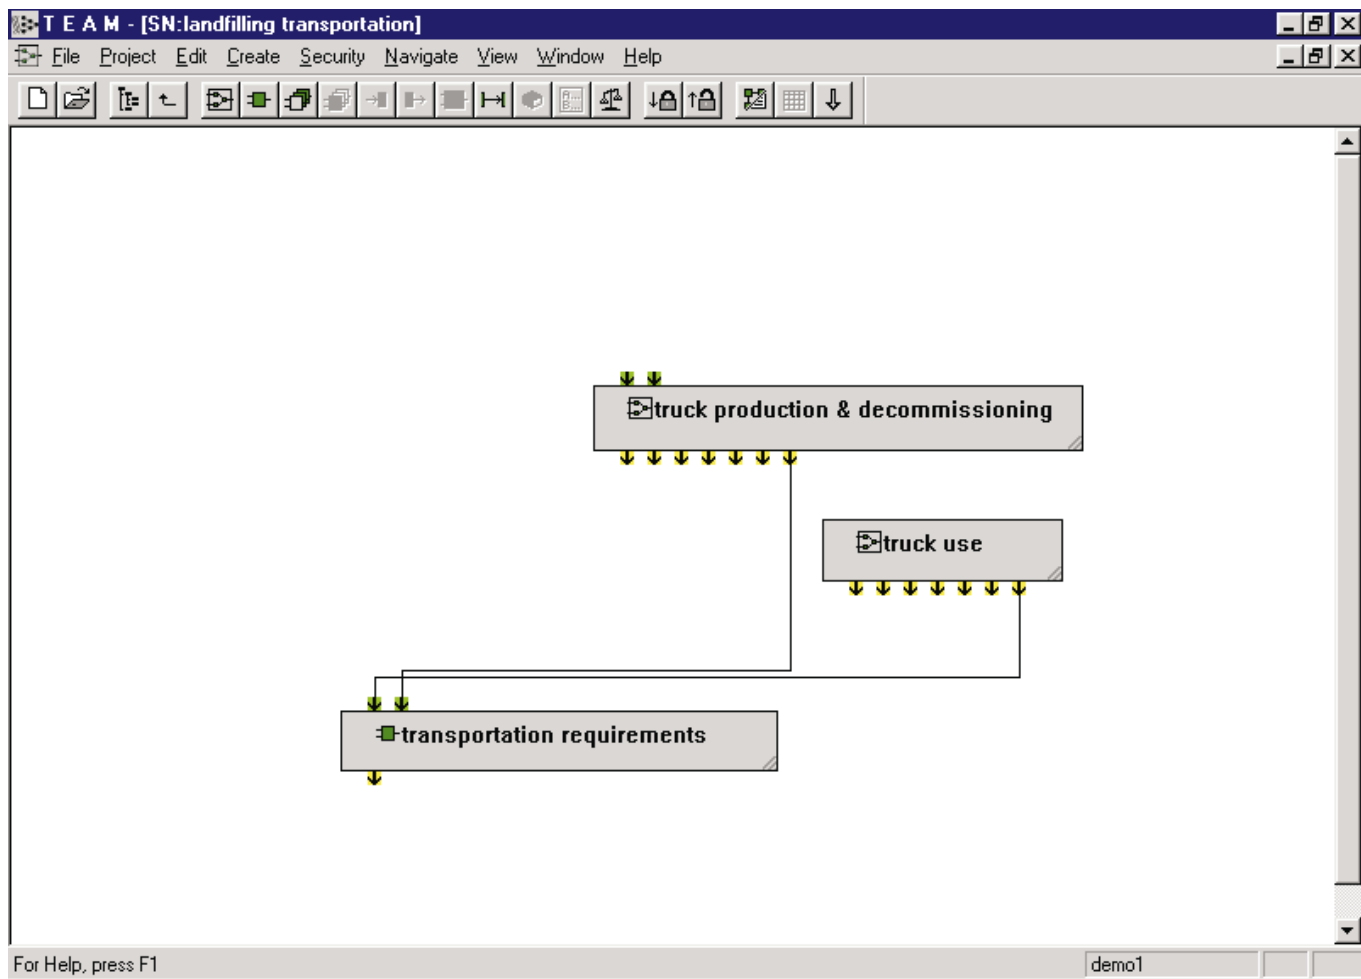 T E A M - [SN:landfilling transportation]
File Project Edit Create Security Navigate View Window Help
truck production & decommissioning
truck use
transportation requirements
For Help, press F1
demo1